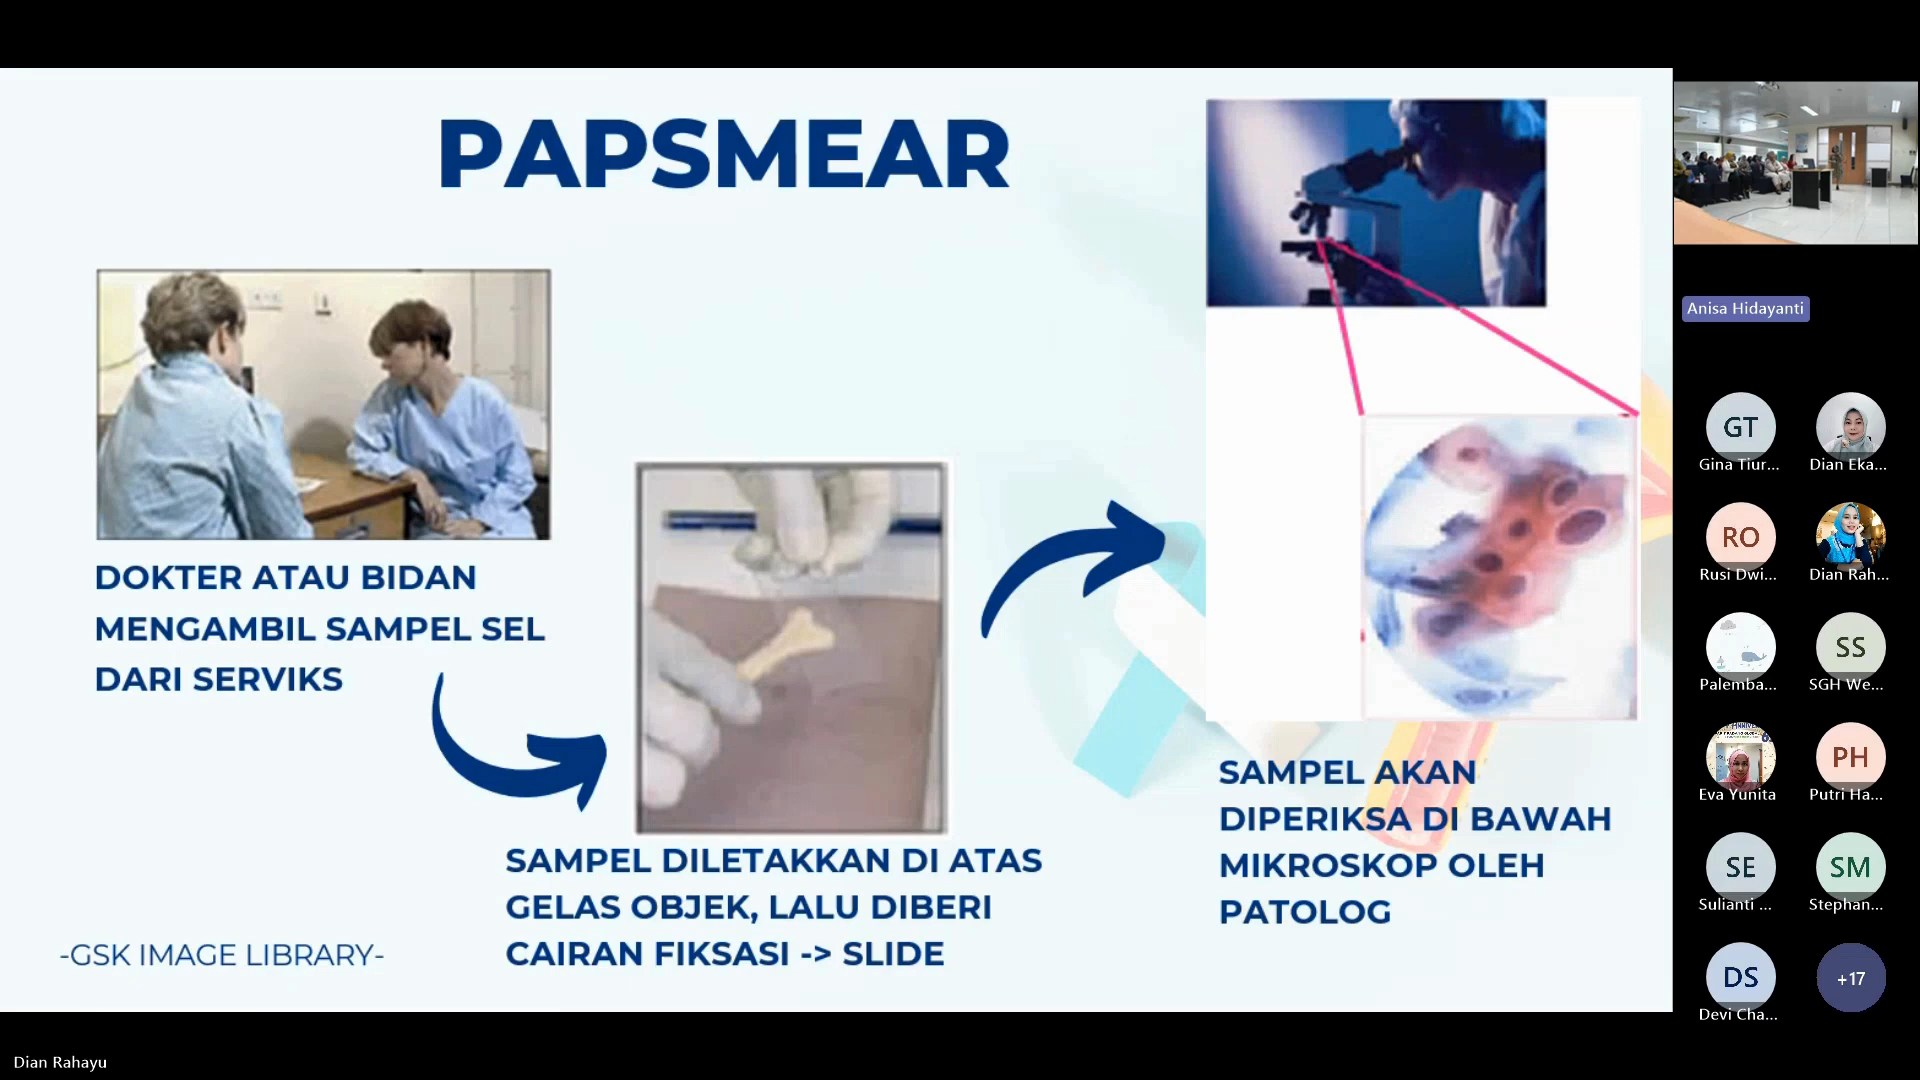 PAPSMEAR
DOKTER ATAU BIDAN
MENGAMBIL SAMPEL SEL
DARI SERVIKS
SAMPEL DILETAKKAN DI ATAS
GELAS OBJEK, LALU DIBERI
CAIRAN FIKSASI -> SLIDE
SAMPEL AKAN
DIPERIKSA DI BAWAH
MIKROSKOP OLEH
PATOLOG
-GSK IMAGE LIBRARY-
Anisa Hidayanti
GT
Gina Tiur...
Dian Eka...
RO
Rusi Dwi...
Dian Rah...
Palemba...
SS
SGH We...
Eva Yunita
PH
Putri Ha...
SE
Sulianti ...
SM
Stephan...
DS
Devi Cha...
+17
Dian Rahayu